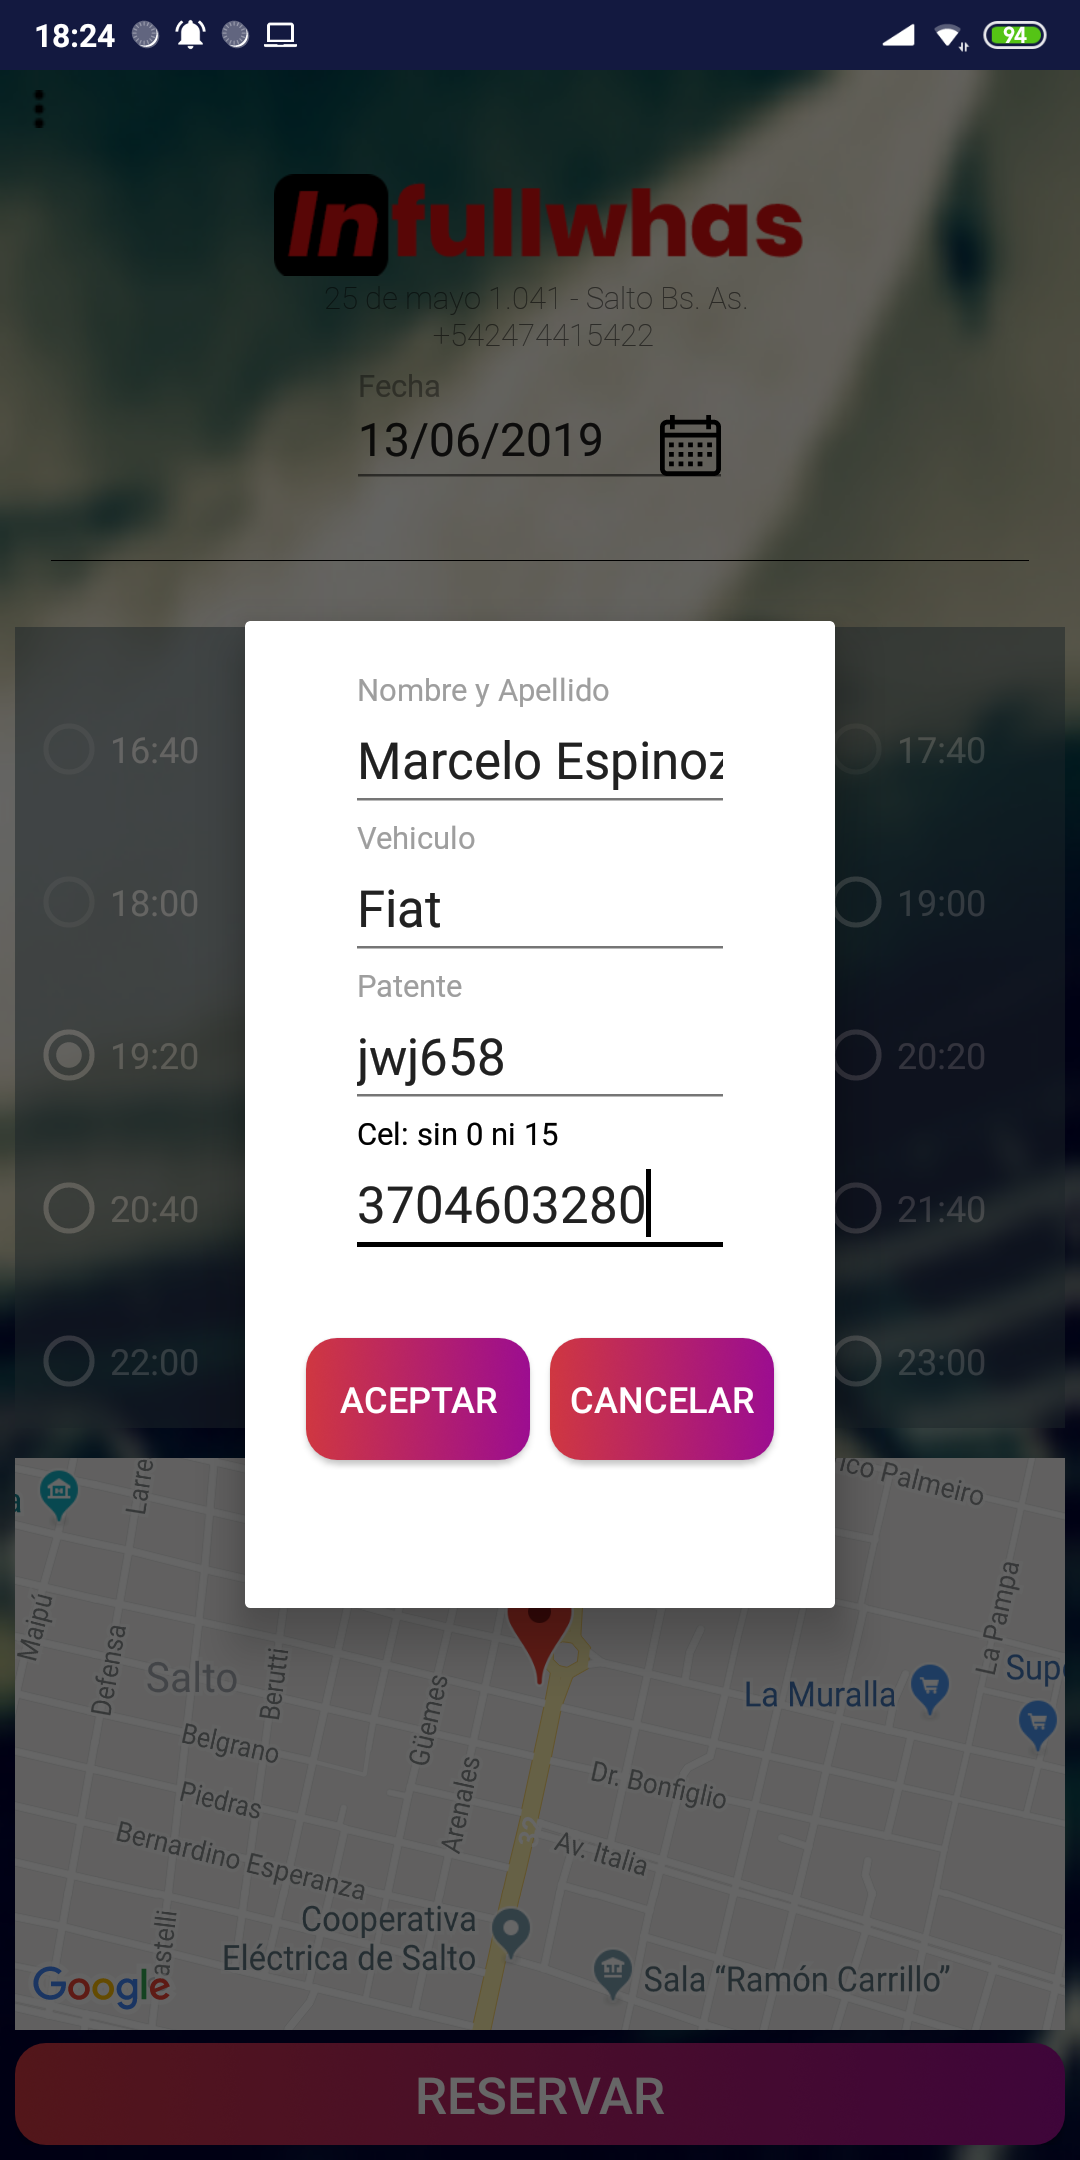 18:24
94
Infullwhas
25 de mayo 1.041 - Salto Bs. As.
+542474415422
Fecha
13/06/2019
Nombre y Apellido
Marcelo Espinoz
Vehiculo
Fiat
Patente
jwj658
Cel: sin 0 ni 15
3704603280
ACEPTAR CANCELAR
16:40 17:40
18:00 19:00
19:20 20:20
20:40 21:40
22:00 23:00
a
Larre
ico Palmeiro
Maipú
Defensa
Salto
Berutti
La Pampa
Supe
La Muralla
Güemes
Belgrano
Piedras
Arenales
Dr. Bonfiglio
32
Av. Italia
Bernardino Esperanza
astelli
Cooperativa
Eléctrica de Salto
Sala “Ramón Carrillo”
Google
RESERVAR